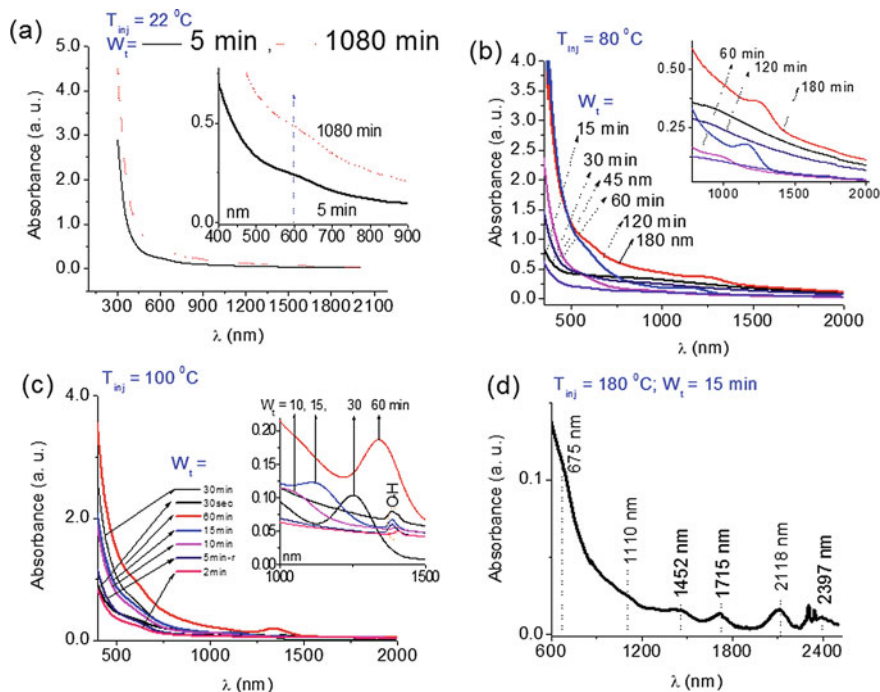 (a)
T_inj = 22 ⁰C
W_t= 5 min , 1080 min
5.0
4.0
3.0
2.0
1.0
0.0
Absorbance (a. u.)
300 600 900 1200 1500 1800 2100
λ (nm)
0.5
0
nm
1080 min
5 min
400 500 600 700 800 900
(b)
T_inj = 80 ⁰C
W_t =
15 min
30 min
45 nm
60 min
120 min
180 nm
4.0
3.5
3.0
2.5
2.0
1.5
1.0
0.5
0.0
Absorbance (a. u.)
500 1000 1500 2000
λ (nm)
0.50
0.25
60 min
120 min
180 min
1000 1500 2000
(c)
T_inj = 100 ⁰C
4.0
2.0
0.0
Absorbance (a. u.)
W_t =
30min
30sec
60min
15min
10min
5min-r
2min
500 1000 1500 2000
λ (nm)
W_t = 10, 15, 30 60 min
0.20
0.15
0.10
0.05
0.00
OH
nm
1000 1500
(d)
T_inj = 180 ⁰C; W_t = 15 min
0.1
0.0
Absorbance (a. u.)
675 nm
1110 nm
1452 nm
1715 nm
2118 nm
2397 nm
600 1200 1800 2400
λ (nm)